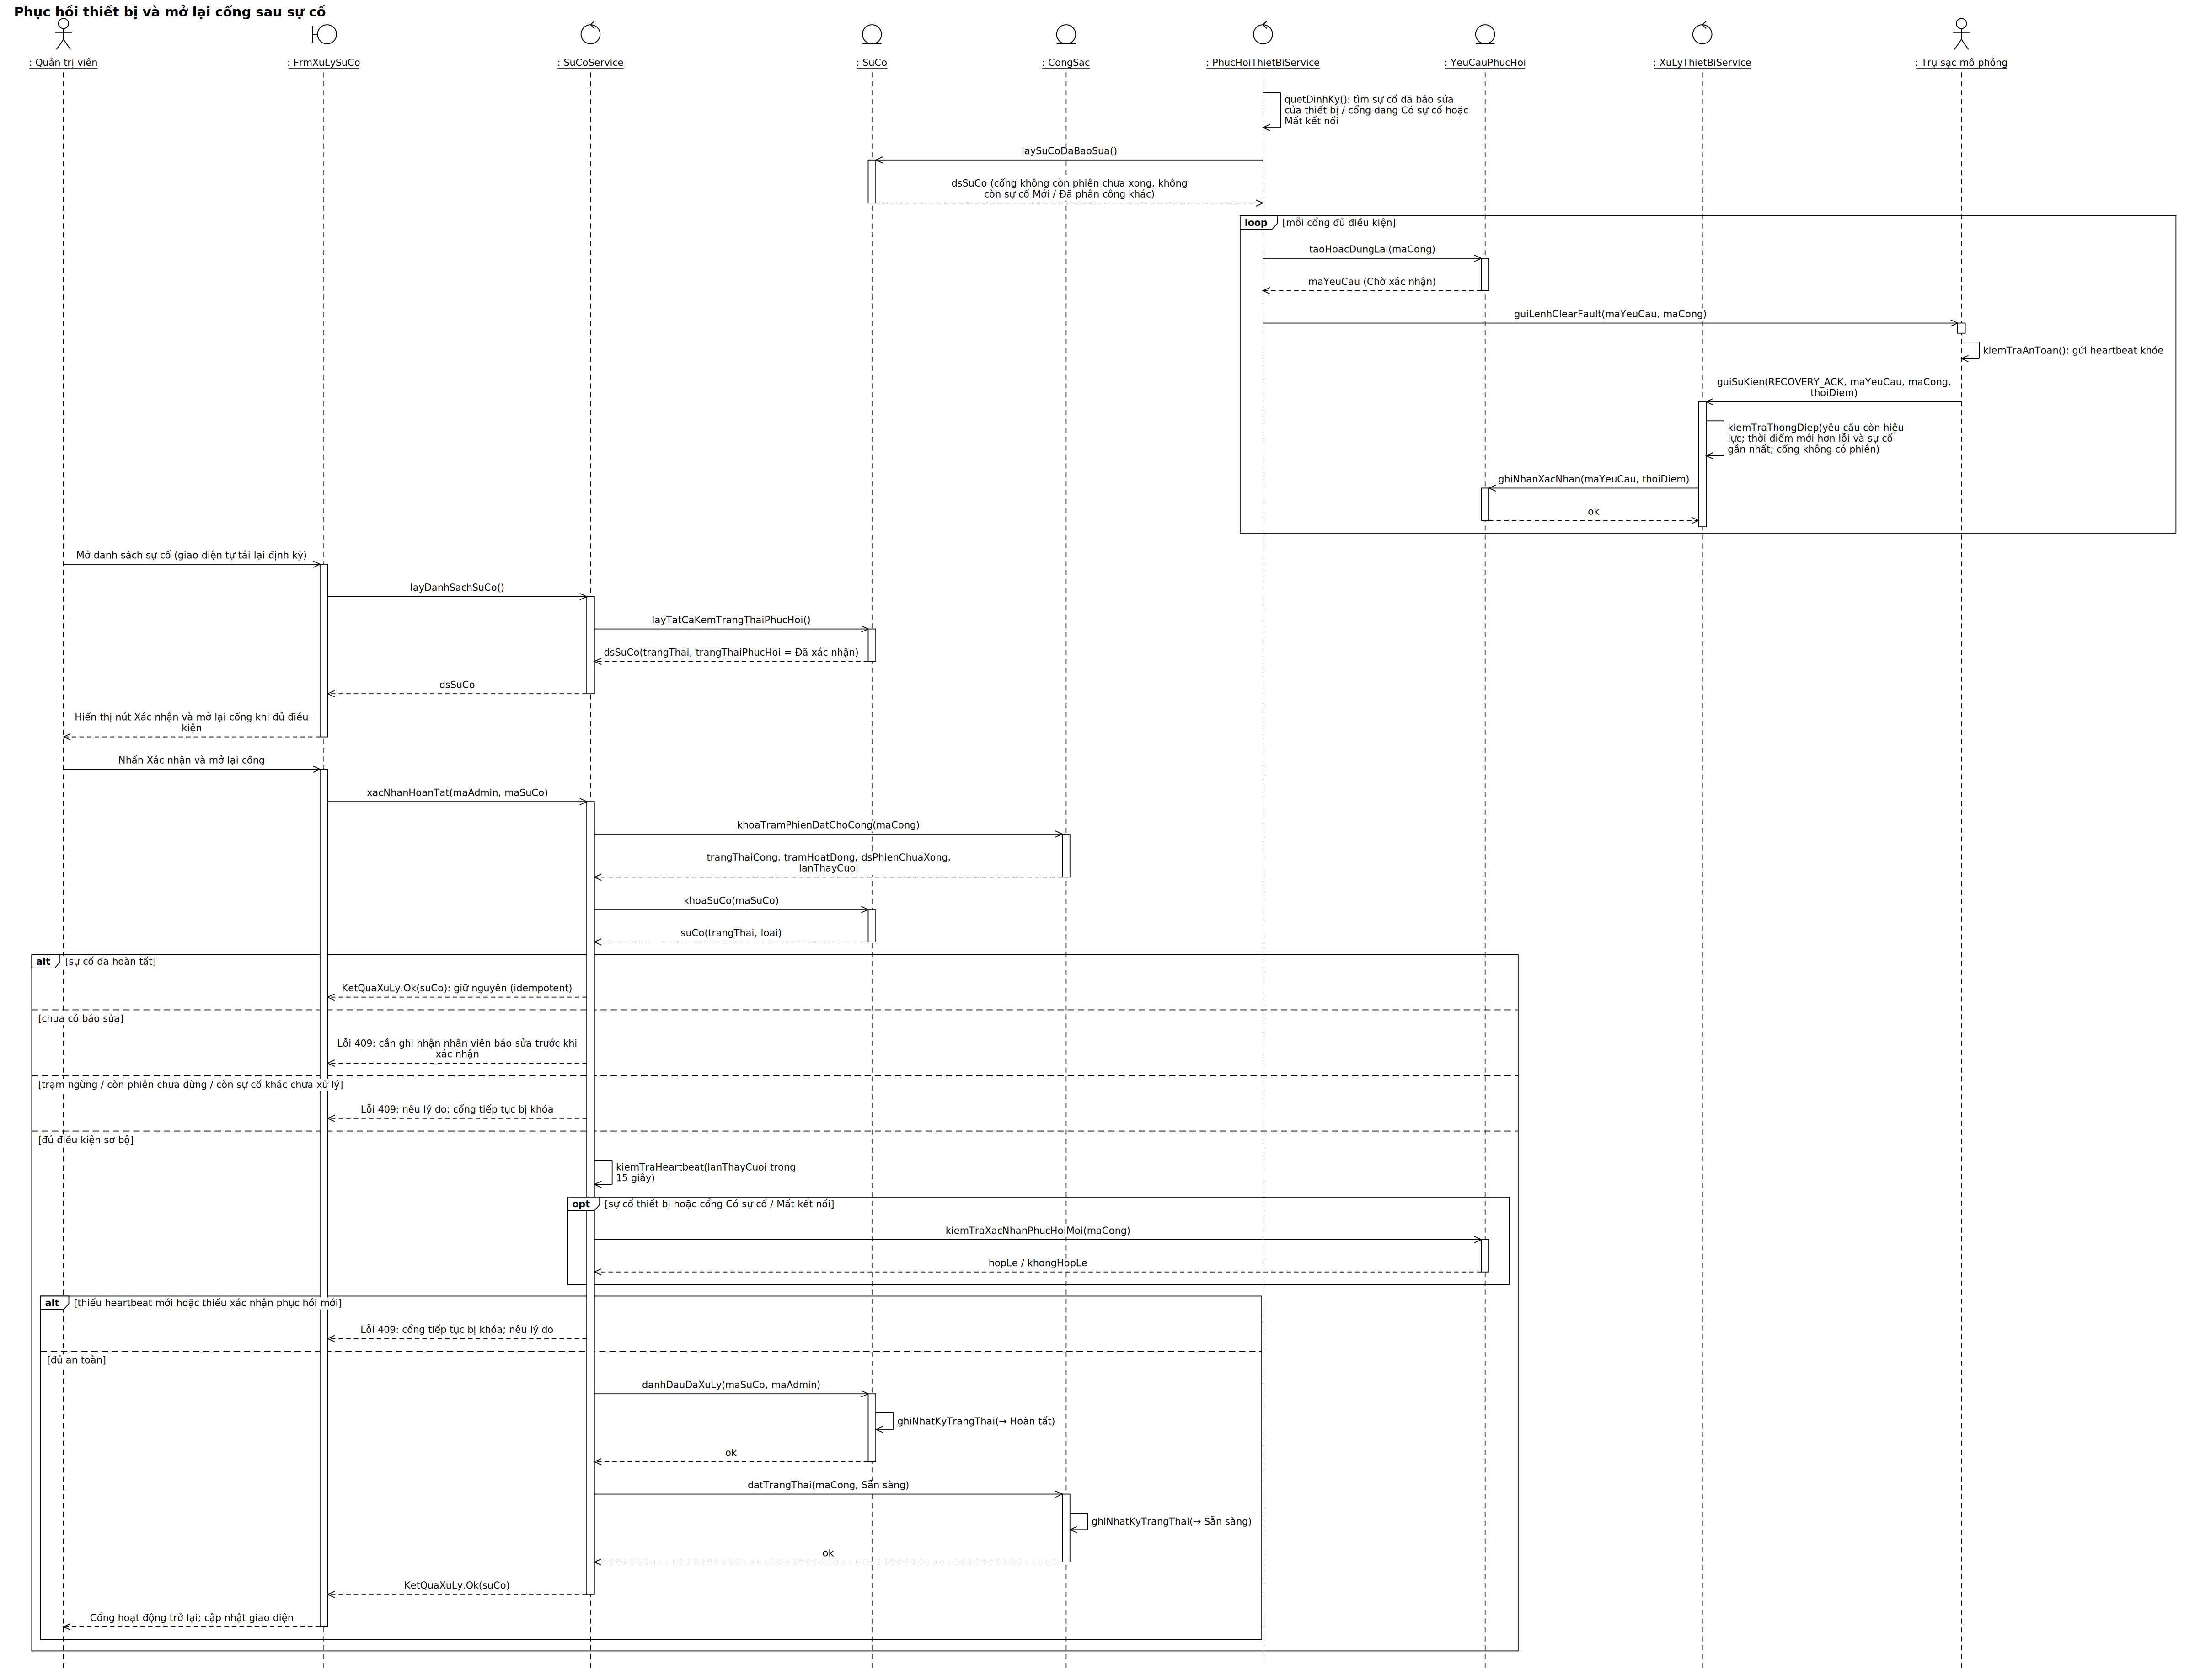 Phục hồi thiết bị và mở lại cổng sau sự cố
: Quản trị viên
: FrmXuLySuCo
: SuCoService
: SuCo
: CongSac
: PhucHoiThietBiService
: YeuCauPhucHoi
: XuLyThietBiService
: Trụ sạc mô phỏng
quetDinhKy(): tìm sự cố đã báo sửa
của thiết bị / cổng đang Có sự cố hoặc
Mất kết nối
laySuCoDaBaoSua()
dsSuCo (cổng không còn phiên chưa xong, không
còn sự cố Mới / Đã phân công khác)
loop [mỗi cổng đủ điều kiện]
taoHoacDungLai(maCong)
maYeuCau (Chờ xác nhận)
guiLenhClearFault(maYeuCau, maCong)
kiemTraAnToan(); gửi heartbeat khỏe
guiSuKien(RECOVERY_ACK, maYeuCau, maCong,
thoiDiem)
kiemTraThongDiep(yêu cầu còn hiệu
lực; thời điểm mới hơn lỗi và sự cố
gần nhất; cổng không có phiên)
ghiNhanXacNhan(maYeuCau, thoiDiem)
ok
Mở danh sách sự cố (giao diện tự tải lại định kỳ)
layDanhSachSuCo()
layTatCaKemTrangThaiPhucHoi()
dsSuCo(trangThai, trangThaiPhucHoi = Đã xác nhận)
dsSuCo
Hiển thị nút Xác nhận và mở lại cổng khi đủ điều
kiện
Nhấn Xác nhận và mở lại cổng
xacNhanHoanTat(maAdmin, maSuCo)
khoaTramPhienDatChoCong(maCong)
trangThaiCong, tramHoatDong, dsPhienChuaXong,
lanThayCuoi
khoaSuCo(maSuCo)
suCo(trangThai, loai)
alt [sự cố đã hoàn tất]
KetQuaXuLy.Ok(suCo): giữ nguyên (idempotent)
[chưa có báo sửa]
Lỗi 409: cần ghi nhận nhân viên báo sửa trước khi
xác nhận
[trạm ngừng / còn phiên chưa dừng / còn sự cố khác chưa xử lý]
Lỗi 409: nêu lý do; cổng tiếp tục bị khóa
[đủ điều kiện sơ bộ]
kiemTraHeartbeat(lanThayCuoi trong
15 giây)
opt [sự cố thiết bị hoặc cổng Có sự cố / Mất kết nối]
kiemTraXacNhanPhucHoiMoi(maCong)
hopLe / khongHopLe
alt [thiếu heartbeat mới hoặc thiếu xác nhận phục hồi mới]
Lỗi 409: cổng tiếp tục bị khóa; nêu lý do
[đủ an toàn]
danhDauDaXuLy(maSuCo, maAdmin)
ghiNhatKyTrangThai(→ Hoàn tất)
ok
datTrangThai(maCong, Sẵn sàng)
ghiNhatKyTrangThai(→ Sẵn sàng)
ok
KetQuaXuLy.Ok(suCo)
Cổng hoạt động trở lại; cập nhật giao diện